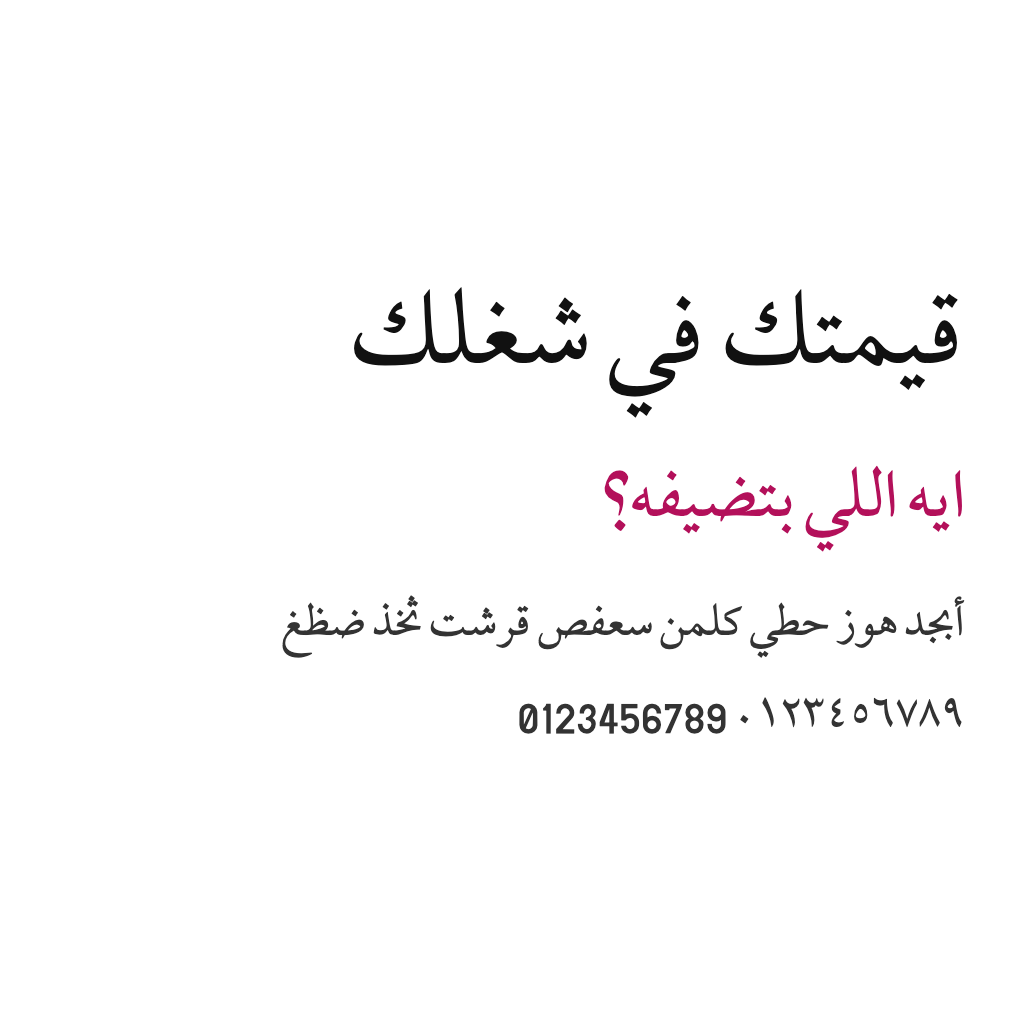 قيمتك في شغلك
ايه اللي بتضيفه؟
أبجد هوز حطي كلمن سعفص قرشت ثخذ ضظغ
0123456789 ٠١٢٣٤٥٦٧٨٩